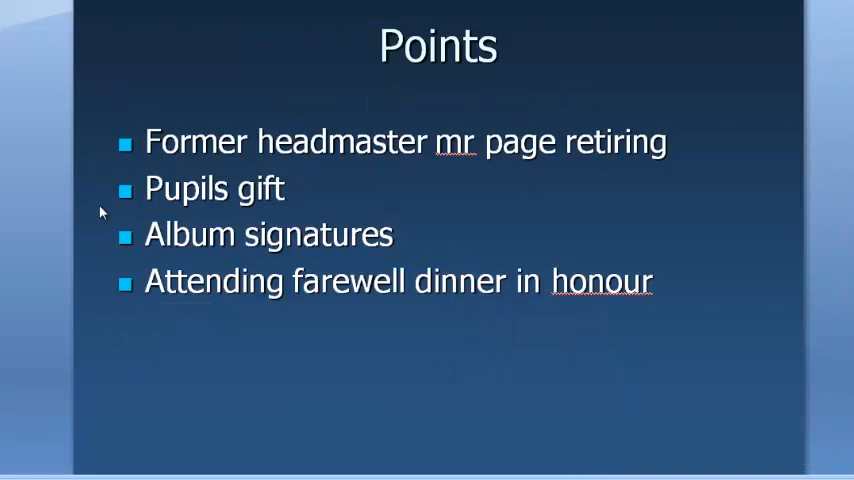 Points
Former headmaster mr page retiring
Pupils gift
Album signatures
Attending farewell dinner in honour